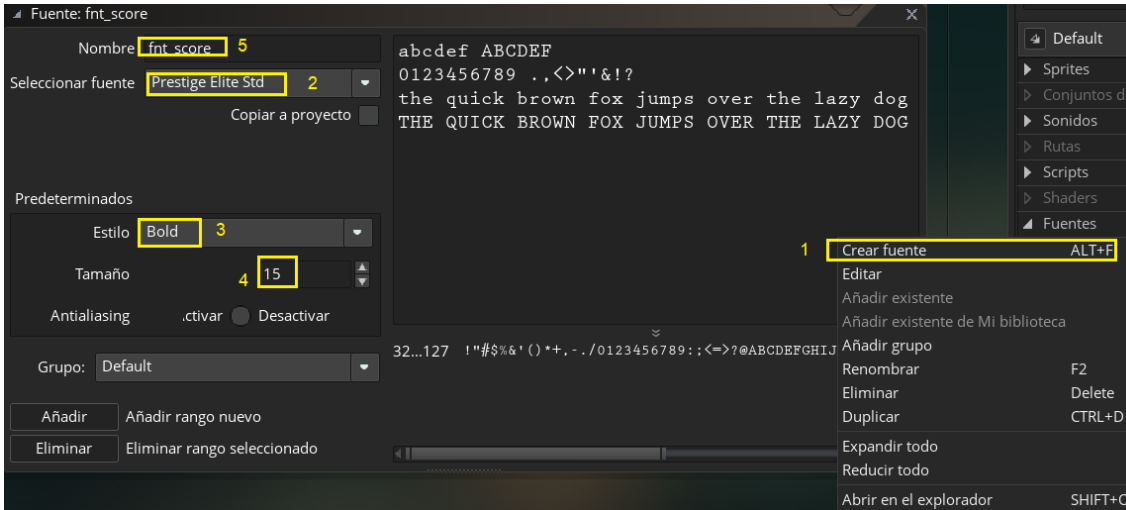 Fuente: fnt_score
Nombre fnt_score 5
Seleccionar fuente Prestige Elite Std 2
Copiar a proyecto
Predeterminados
Estilo Bold 3
Tamaño 4 15
Antialiasing .ctivar Desactivar
Grupo: Default
Añadir Añadir rango nuevo
Eliminar Eliminar rango seleccionado
abcdef ABCDEF
0123456789 .,<>"'&!?
the quick brown fox jumps over the lazy dog
THE QUICK BROWN FOX JUMPS OVER THE LAZY DOG
32...127 !"#$%&'()*+,-./0123456789:;<=>?@ABCDEFGHIJ
Default
Sprites
Conjuntos d
Sonidos
Rutas
Scripts
Shaders
Fuentes
1 Crear fuente ALT+F
Editar
Añadir existente
Añadir existente de Mi biblioteca
Añadir grupo
Renombrar F2
Eliminar Delete
Duplicar CTRL+D
Expandir todo
Reducir todo
Abrir en el explorador SHIFT+C